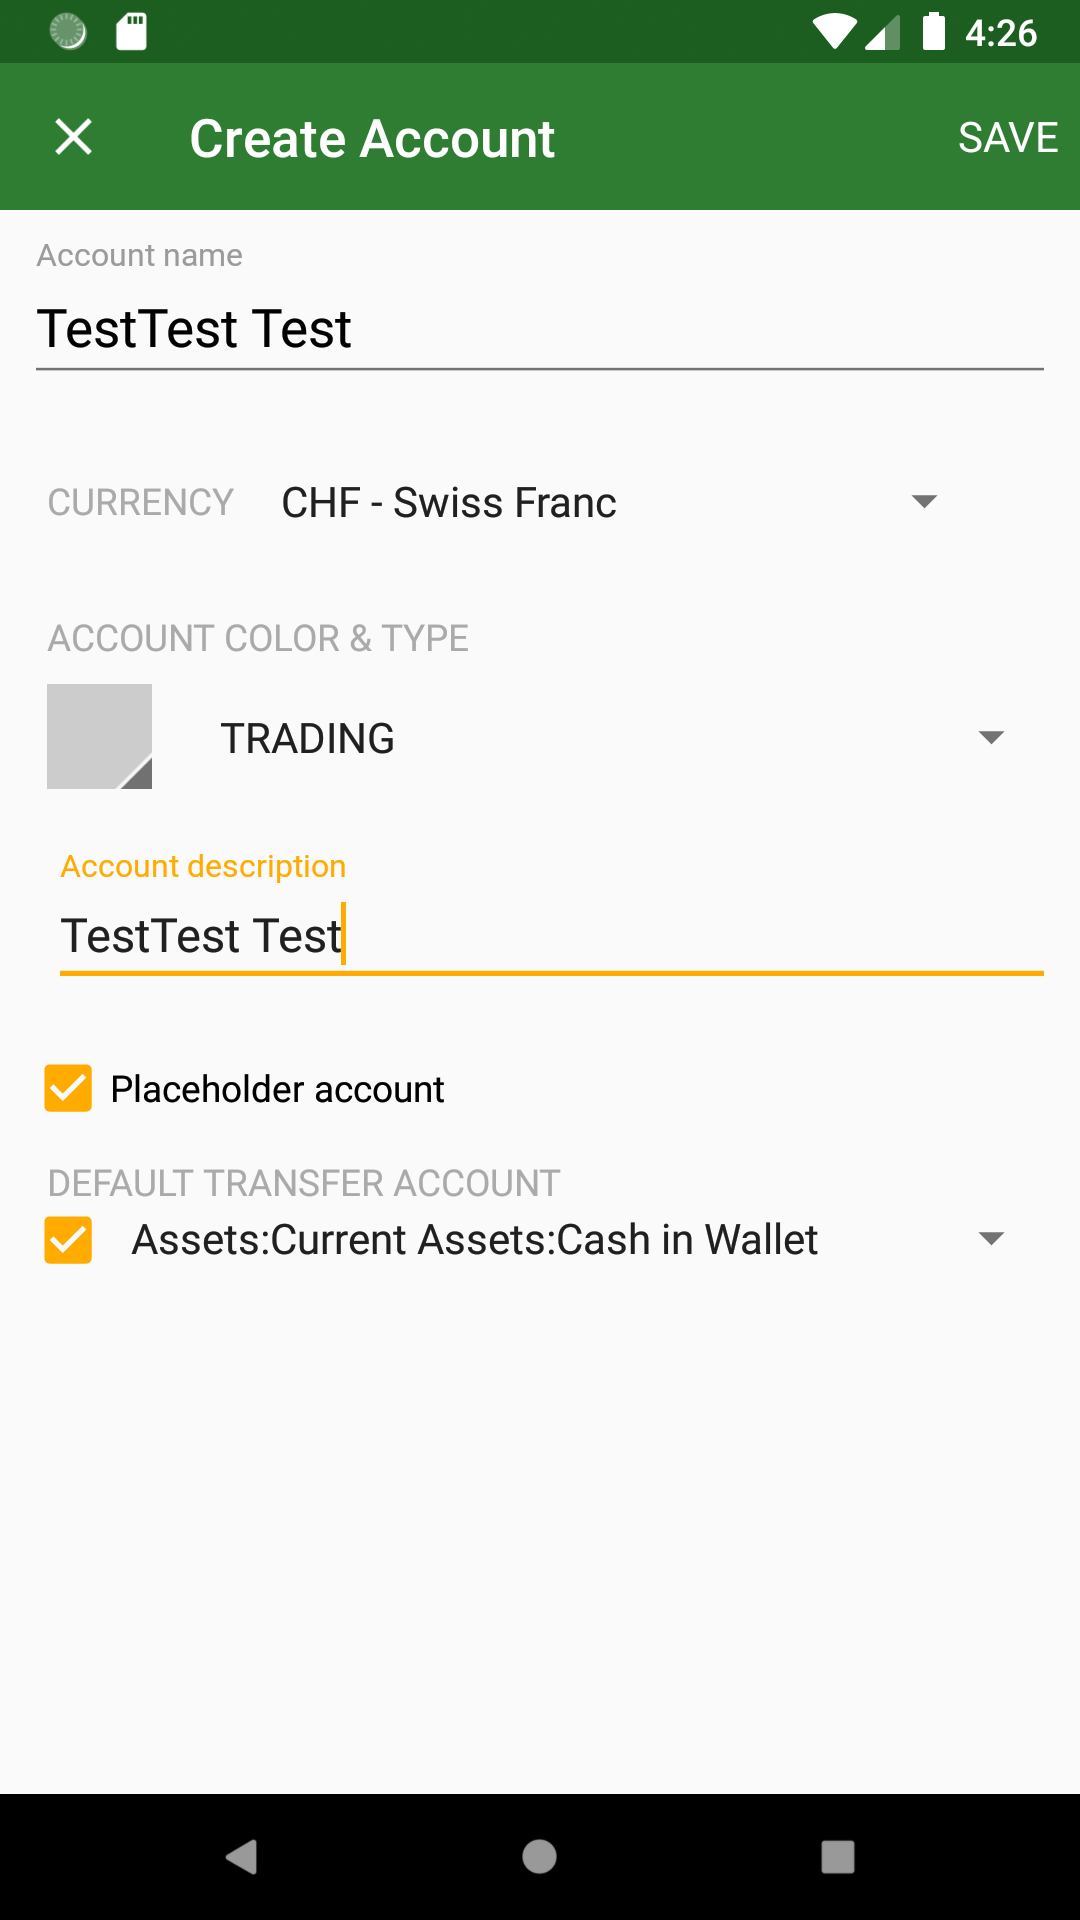 4:26
Create Account
SAVE
Account name
TestTest Test
CURRENCY CHF - Swiss Franc
ACCOUNT COLOR & TYPE
TRADING
Account description
TestTest Test
Placeholder account
DEFAULT TRANSFER ACCOUNT
Assets:Current Assets:Cash in Wallet